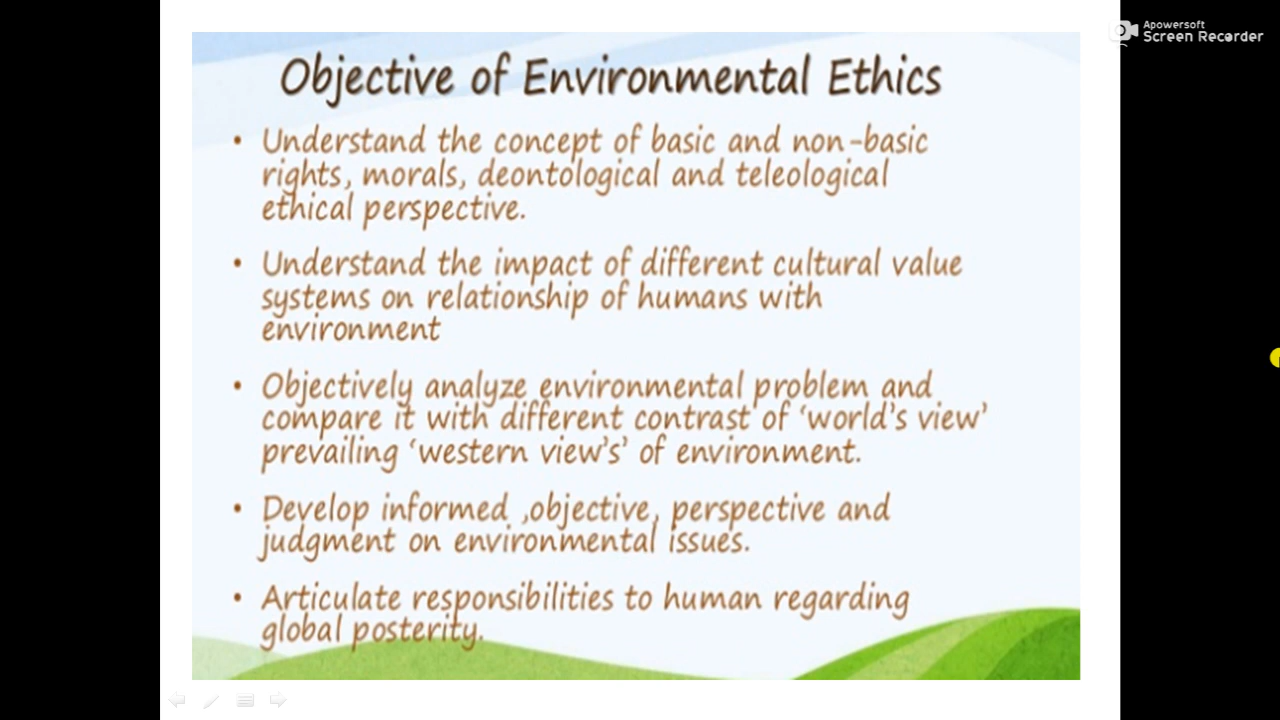 Apowersoft
Screen Recorder
Objective of Environmental Ethics
• Understand the concept of basic and non-basic
rights, morals, deontological and teleological
ethical perspective.
• Understand the impact of different cultural value
systems on relationship of humans with
environment
• Objectively analyze environmental problem and
compare it with different contrast of ‘world’s view’
prevailing ‘western view’s’ of environment.
• Develop informed ,objective, perspective and
judgment on environmental issues.
• Articulate responsibilities to human regarding
global posterity.